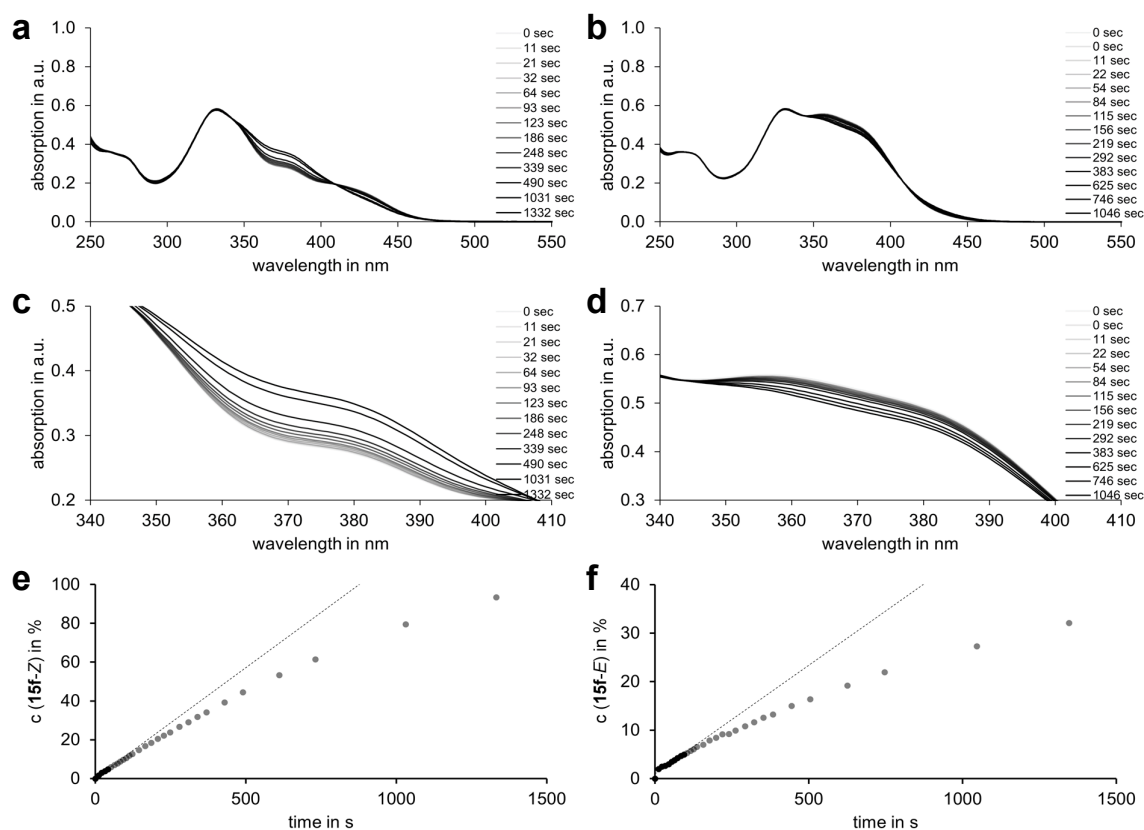 a
absorption in a.u.
1.0
0.8
0.6
0.4
0.2
0.0
250 300 350 400 450 500 550
wavelength in nm
0 sec
11 sec
21 sec
32 sec
64 sec
93 sec
123 sec
186 sec
248 sec
339 sec
490 sec
1031 sec
1332 sec
b
absorption in a.u.
1.0
0.8
0.6
0.4
0.2
0.0
250 300 350 400 450 500 550
wavelength in nm
0 sec
0 sec
11 sec
22 sec
54 sec
84 sec
115 sec
156 sec
219 sec
292 sec
383 sec
625 sec
746 sec
1046 sec
c
absorption in a.u.
0.5
0.4
0.3
0.2
340 350 360 370 380 390 400 410
wavelength in nm
0 sec
11 sec
21 sec
32 sec
64 sec
93 sec
123 sec
186 sec
248 sec
339 sec
490 sec
1031 sec
1332 sec
d
absorption in a.u.
0.7
0.6
0.5
0.4
0.3
340 350 360 370 380 390 400 410
wavelength in nm
0 sec
0 sec
11 sec
22 sec
54 sec
84 sec
115 sec
156 sec
219 sec
292 sec
383 sec
625 sec
746 sec
1046 sec
e
c (15f-Z) in %
100
80
60
40
20
0
0 500 1000 1500
time in s
f
c (15f-E) in %
40
30
20
10
0
0 500 1000 1500
time in s